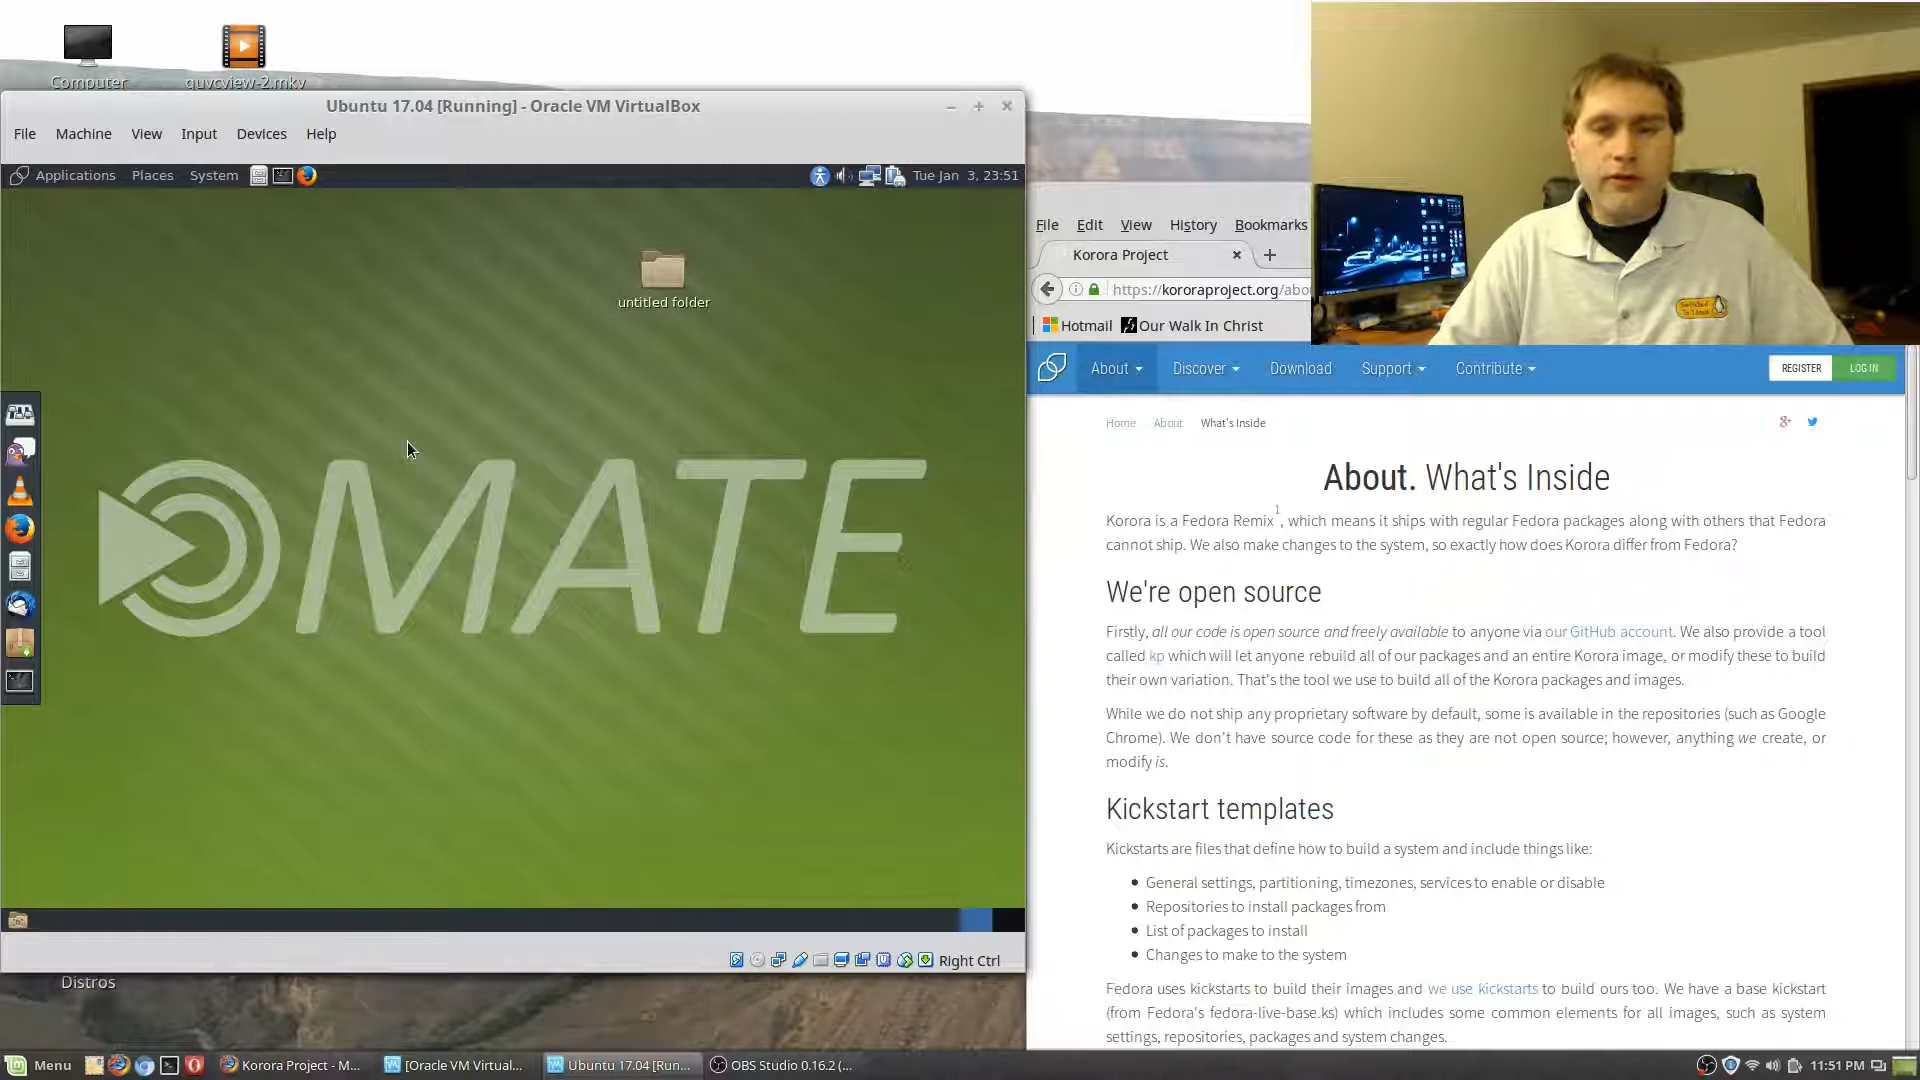 Computer
guvcview-2.mkv
Ubuntu 17.04 [Running] - Oracle VM VirtualBox
File Machine View Input Devices Help
Applications Places System
Tue Jan 3, 23:51
untitled folder
MATE
Right Ctrl
Distros
File Edit View History Bookmarks
Korora Project
https://kororaproject.org/abo
Hotmail Our Walk In Christ
Switched To Linux
About Discover Download Support Contribute REGISTER LOG IN
Home About What's Inside
About. What's Inside
Korora is a Fedora Remix1, which means it ships with regular Fedora packages along with others that Fedora
cannot ship. We also make changes to the system, so exactly how does Korora differ from Fedora?
We're open source
Firstly, all our code is open source and freely available to anyone via our GitHub account. We also provide a tool
called kp which will let anyone rebuild all of our packages and an entire Korora image, or modify these to build
their own variation. That's the tool we use to build all of the Korora packages and images.
While we do not ship any proprietary software by default, some is available in the repositories (such as Google
Chrome). We don't have source code for these as they are not open source; however, anything we create, or
modify is.
Kickstart templates
Kickstarts are files that define how to build a system and include things like:
General settings, partitioning, timezones, services to enable or disable
Repositories to install packages from
List of packages to install
Changes to make to the system
Fedora uses kickstarts to build their images and we use kickstarts to build ours too. We have a base kickstart
(from Fedora's fedora-live-base.ks) which includes some common elements for all images, such as system
settings, repositories, packages and system changes.
Menu
Korora Project - M...
[Oracle VM Virtual...
Ubuntu 17.04 [Run...
OBS Studio 0.16.2 (...
11:51 PM